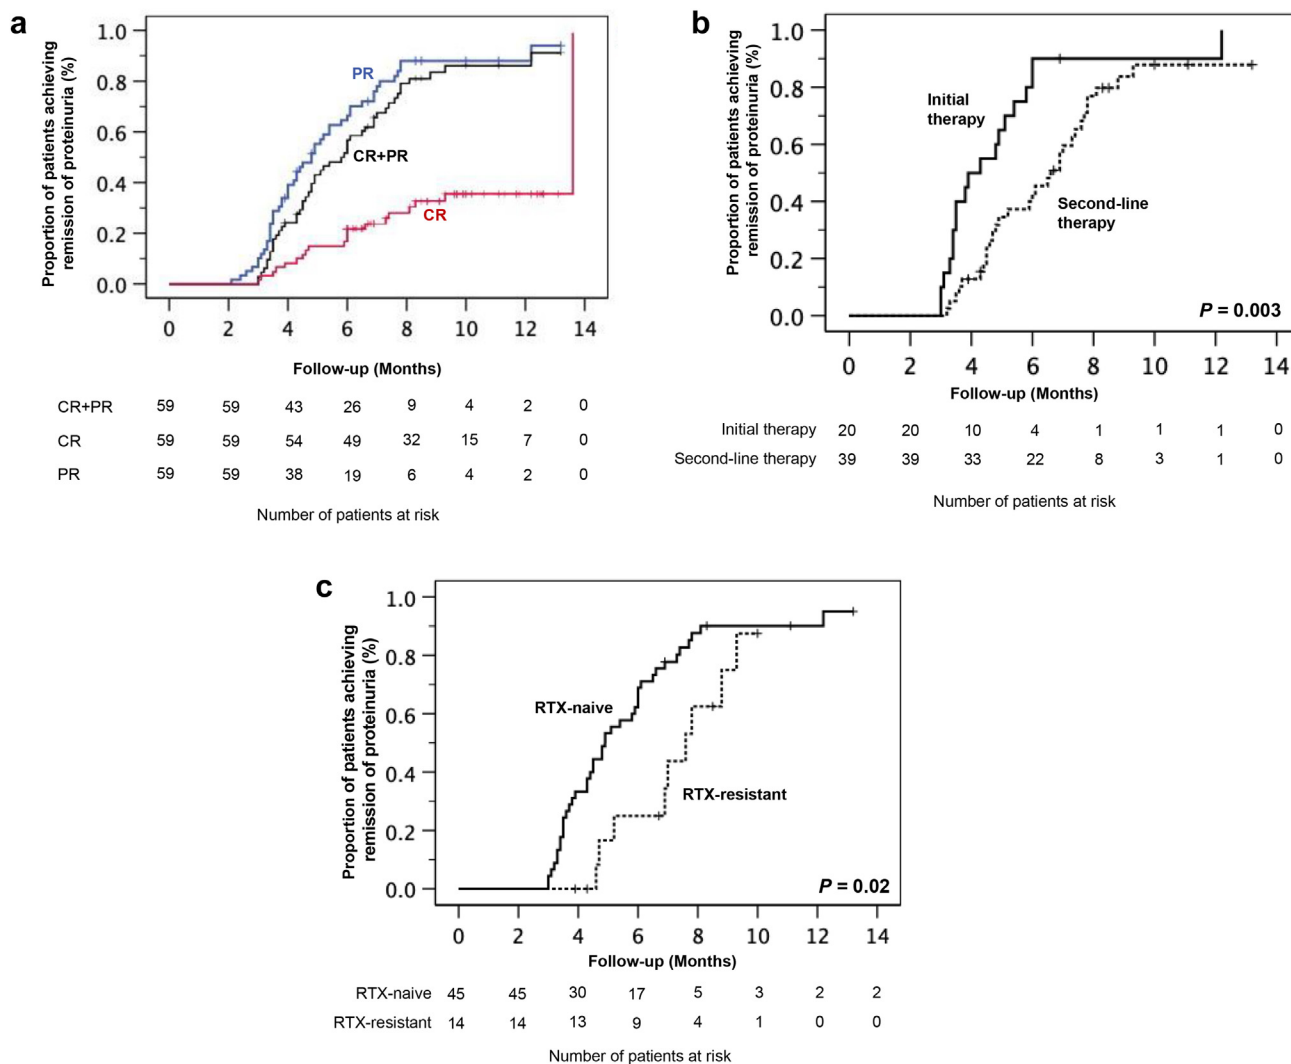 a
Proportion of patients achieving
remission of proteinuria (%)
1.0
0.8
0.6
0.4
0.2
0.0
PR
CR+PR
CR
0 2 4 6 8 10 12 14
Follow-up (Months)
CR+PR 59 59 43 26 9 4 2 0
CR 59 59 54 49 32 15 7 0
PR 59 59 38 19 6 4 2 0
Number of patients at risk
b
Proportion of patients achieving
remission of proteinuria (%)
1.0
0.8
0.6
0.4
0.2
0.0
Initial
therapy
Second-line
therapy
P = 0.003
0 2 4 6 8 10 12 14
Follow-up (Months)
Initial therapy 20 20 10 4 1 1 1 0
Second-line therapy 39 39 33 22 8 3 1 0
Number of patients at risk
c
Proportion of patients achieving
remission of proteinuria (%)
1.0
0.8
0.6
0.4
0.2
0.0
RTX-naive
RTX-resistant
P = 0.02
0 2 4 6 8 10 12 14
Follow-up (Months)
RTX-naive 45 45 30 17 5 3 2 2
RTX-resistant 14 14 13 9 4 1 0 0
Number of patients at risk